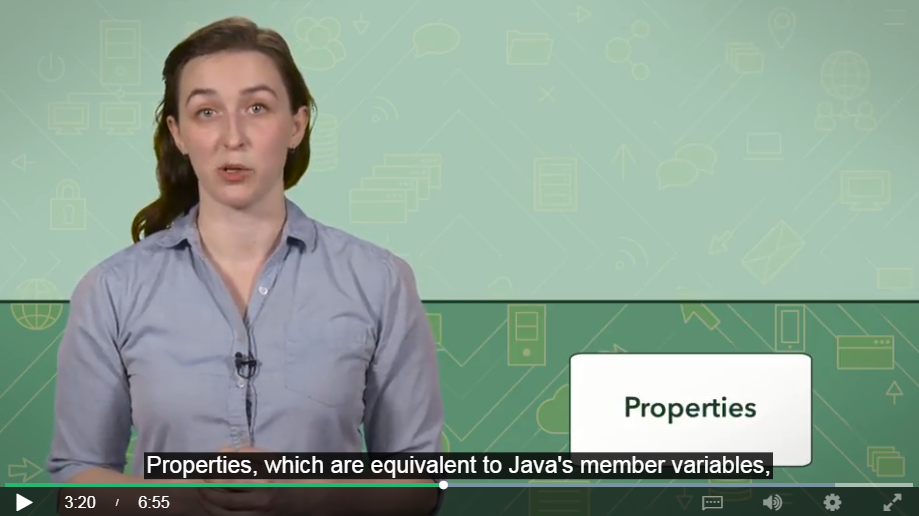 Properties
Properties, which are equivalent to Java's member variables,
3:20 / 6:55